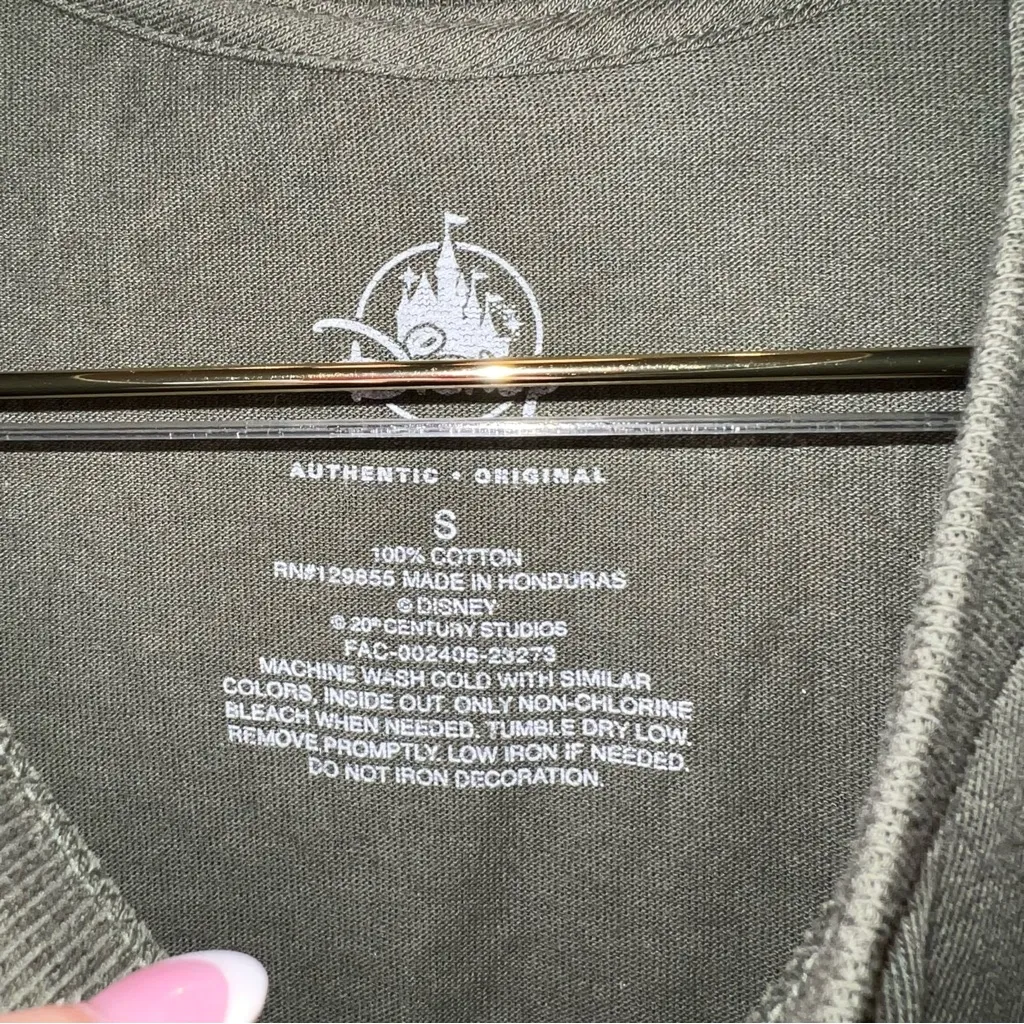 AUTHENTIC • ORIGINAL
S
100% COTTON
RN#129855 MADE IN HONDURAS
© DISNEY
© 20th CENTURY STUDIOS
FAC-002406-23273
MACHINE WASH COLD WITH SIMILAR
COLORS, INSIDE OUT. ONLY NON-CHLORINE
BLEACH WHEN NEEDED. TUMBLE DRY LOW.
REMOVE PROMPTLY. LOW IRON IF NEEDED.
DO NOT IRON DECORATION.